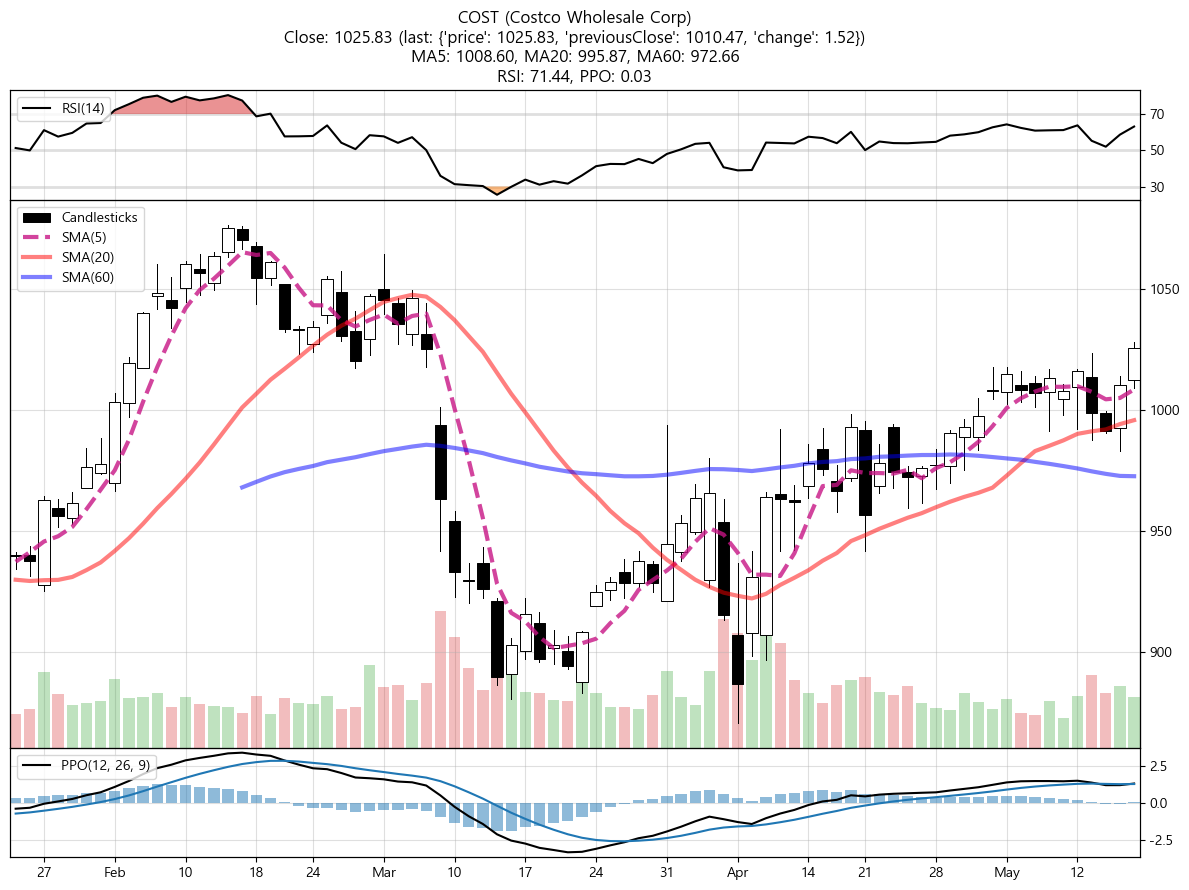 COST (Costco Wholesale Corp)
Close: 1025.83 (last: {'price': 1025.83, 'previousClose': 1010.47, 'change': 1.52})
MA5: 1008.60, MA20: 995.87, MA60: 972.66
RSI: 71.44, PPO: 0.03
RSI(14)
70
50
30
Candlesticks
SMA(5)
SMA(20)
SMA(60)
1050
1000
950
900
PPO(12, 26, 9)
2.5
0.0
-2.5
27 Feb 10 18 24 Mar 10 17 24 31 Apr 14 21 28 May 12